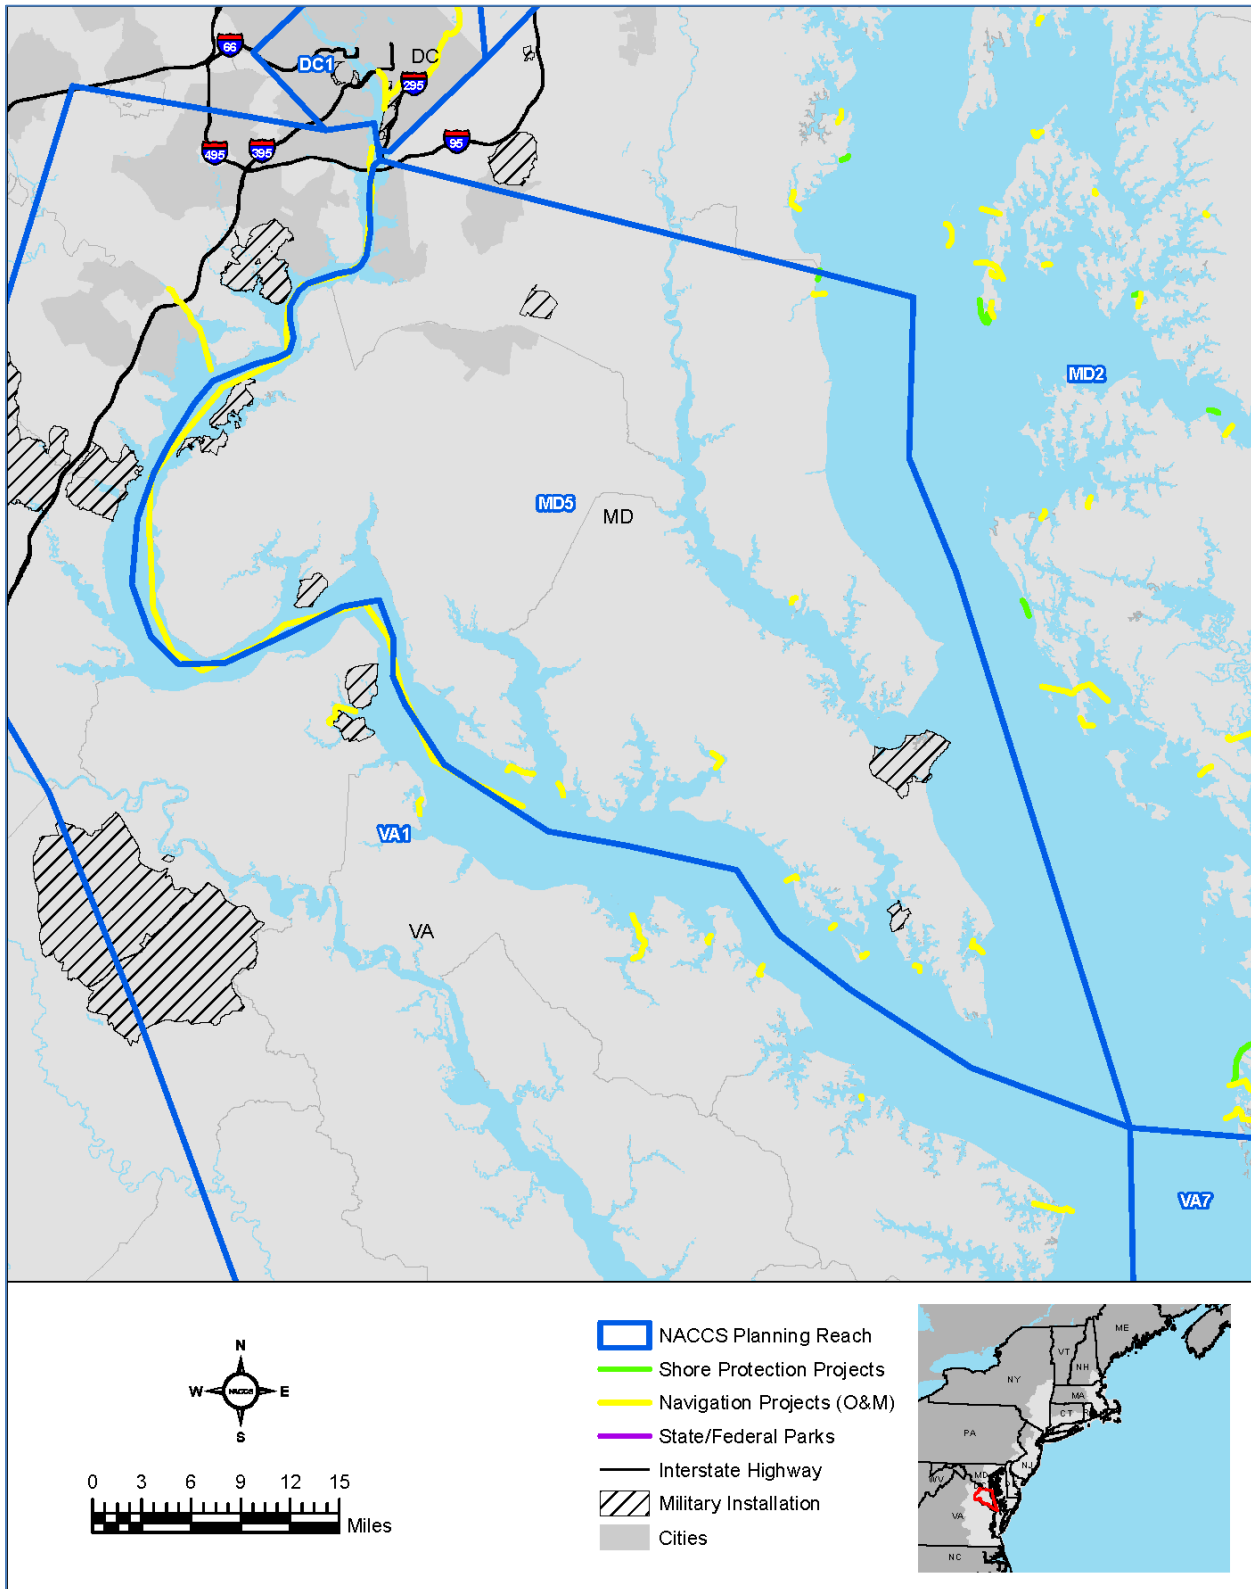 66
DC1
DC
295
495
395
95
MD2
MD5
MD
VA1
VA
VA7
N
W
NACCS
E
S
0 3 6 9 12 15
Miles
NACCS Planning Reach
Shore Protection Projects
Navigation Projects (O&M)
State/Federal Parks
Interstate Highway
Military Installation
Cities
ME
VT
NH
NY
MA
CT
PA
NJ
MD
WV
VA
NC